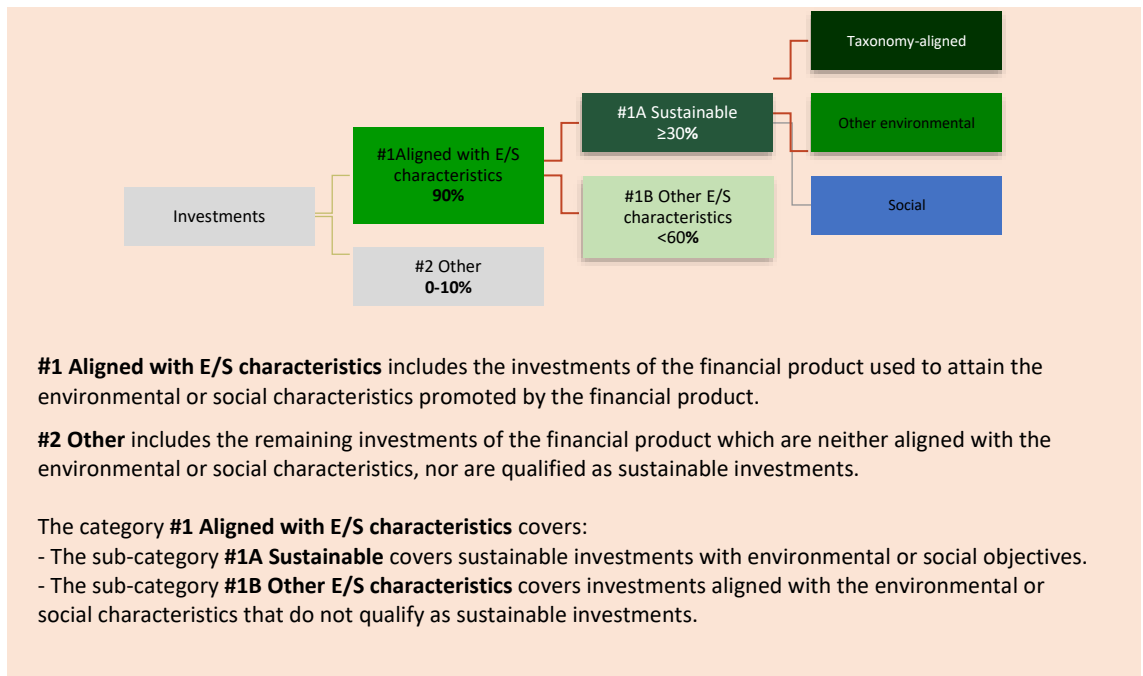 Taxonomy-aligned
#1A Sustainable
≥30%
Other environmental
#1Aligned with E/S
characteristics
90%
#1B Other E/S
characteristics
<60%
Social
Investments
#2 Other
0-10%
#1 Aligned with E/S characteristics includes the investments of the financial product used to attain the
environmental or social characteristics promoted by the financial product.
#2 Other includes the remaining investments of the financial product which are neither aligned with the
environmental or social characteristics, nor are qualified as sustainable investments.
The category #1 Aligned with E/S characteristics covers:
- The sub-category #1A Sustainable covers sustainable investments with environmental or social objectives.
- The sub-category #1B Other E/S characteristics covers investments aligned with the environmental or
social characteristics that do not qualify as sustainable investments.